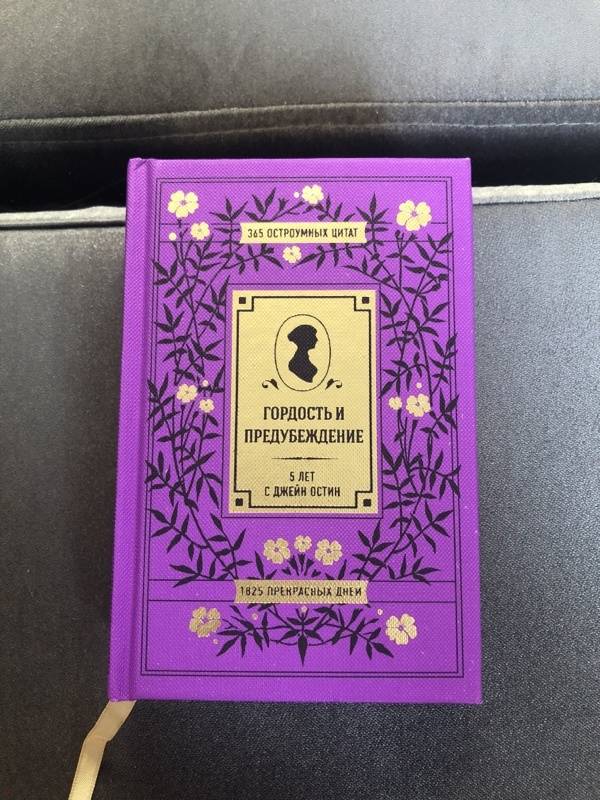 365 ОСТРОУМНЫХ ЦИТАТ
ГОРДОСТЬ И
ПРЕДУБЕЖДЕНИЕ
5 ЛЕТ
С ДЖЕЙН ОСТИН
1825 ПРЕКРАСНЫХ ДНЕЙ